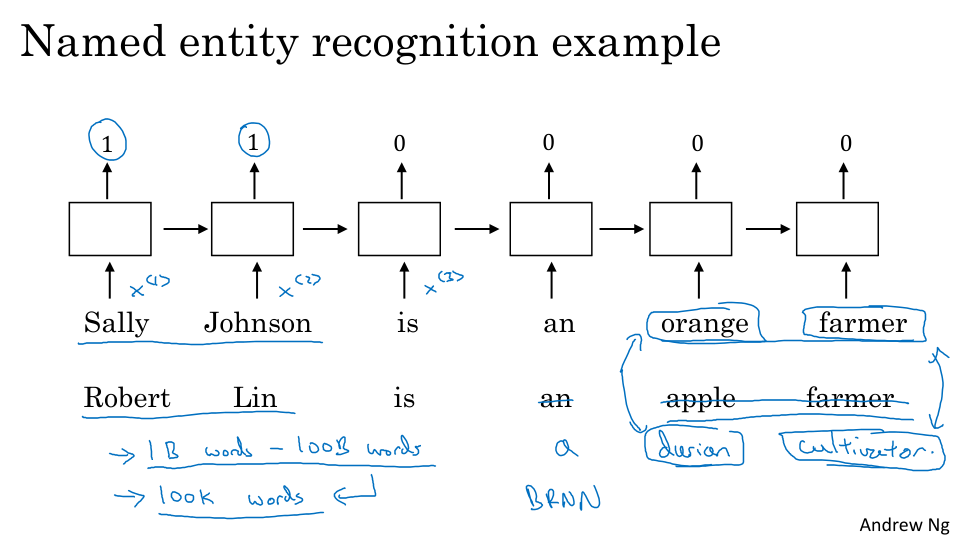 Named entity recognition example
1 1 0 0 0 0
x<1> x<2> x<3>
Sally Johnson is an orange farmer
Robert Lin is an apple farmer
→ 1B words - 100B words a durian cultivator.
→ 100K words BRNN
Andrew Ng